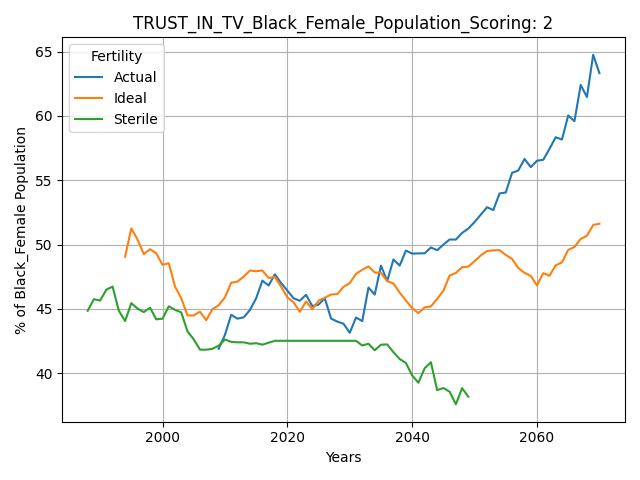 TRUST_IN_TV_Black_Female_Population_Scoring: 2
Fertility
Actual
Ideal
Sterile
% of Black_Female Population
65
60
55
50
45
40
2000
2020
2040
2060
Years